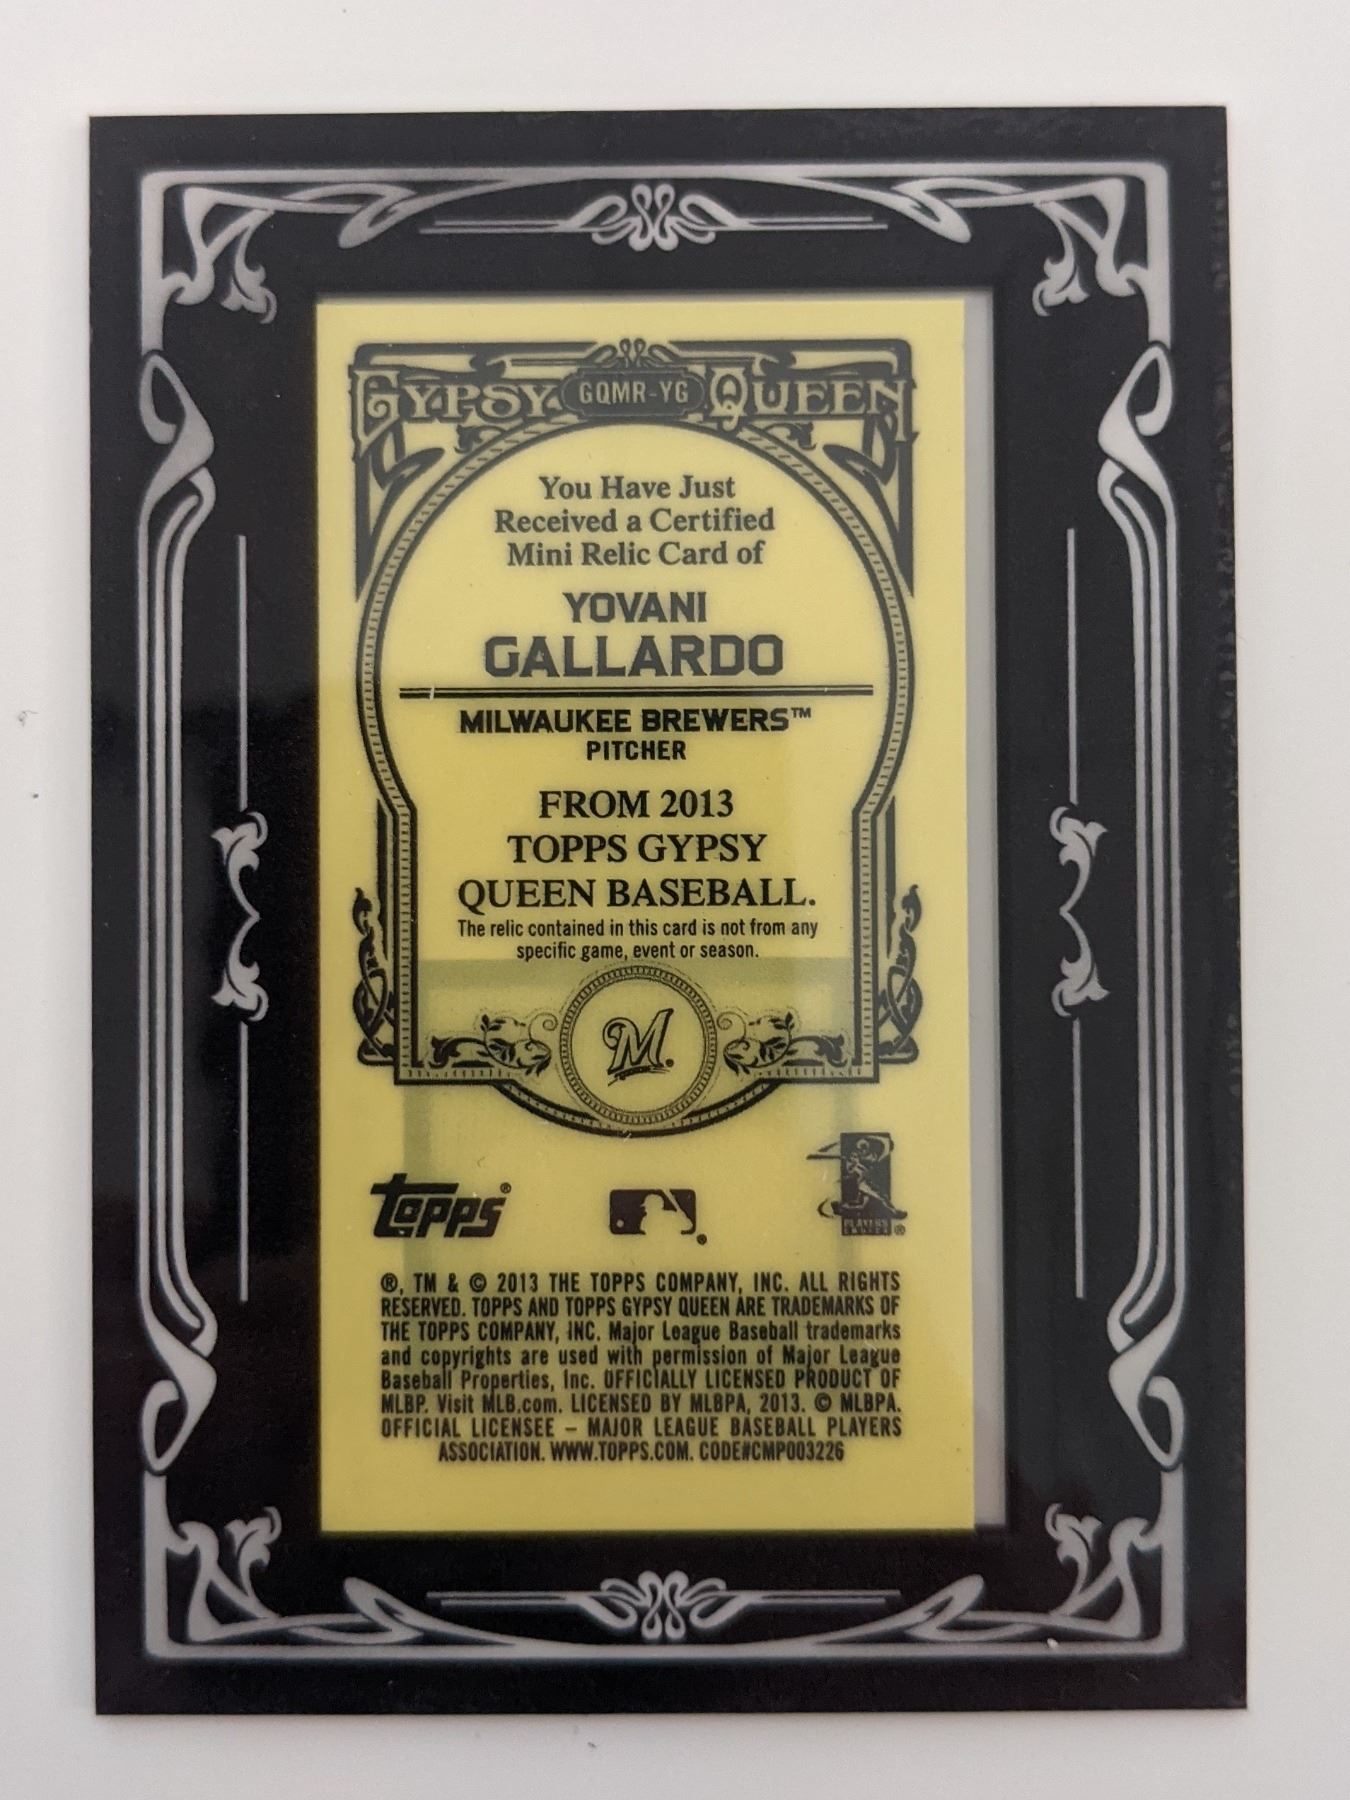 GYPSY GQMR-YG QUEEN
You Have Just
Received a Certified
Mini Relic Card of
YOVANI
GALLARDO
MILWAUKEE BREWERS™
PITCHER
FROM 2013
TOPPS GYPSY
QUEEN BASEBALL.
The relic contained in this card is not from any
specific game, event or season.
M
topps®
®
PLAYERS
CHOICE ®
®, TM & © 2013 THE TOPPS COMPANY, INC. ALL RIGHTS
RESERVED. TOPPS AND TOPPS GYPSY QUEEN ARE TRADEMARKS OF
THE TOPPS COMPANY, INC. Major League Baseball trademarks
and copyrights are used with permission of Major League
Baseball Properties, Inc. OFFICIALLY LICENSED PRODUCT OF
MLBP. Visit MLB.com. LICENSED BY MLBPA, 2013. © MLBPA.
OFFICIAL LICENSEE – MAJOR LEAGUE BASEBALL PLAYERS
ASSOCIATION. WWW.TOPPS.COM. CODE#CMP003226